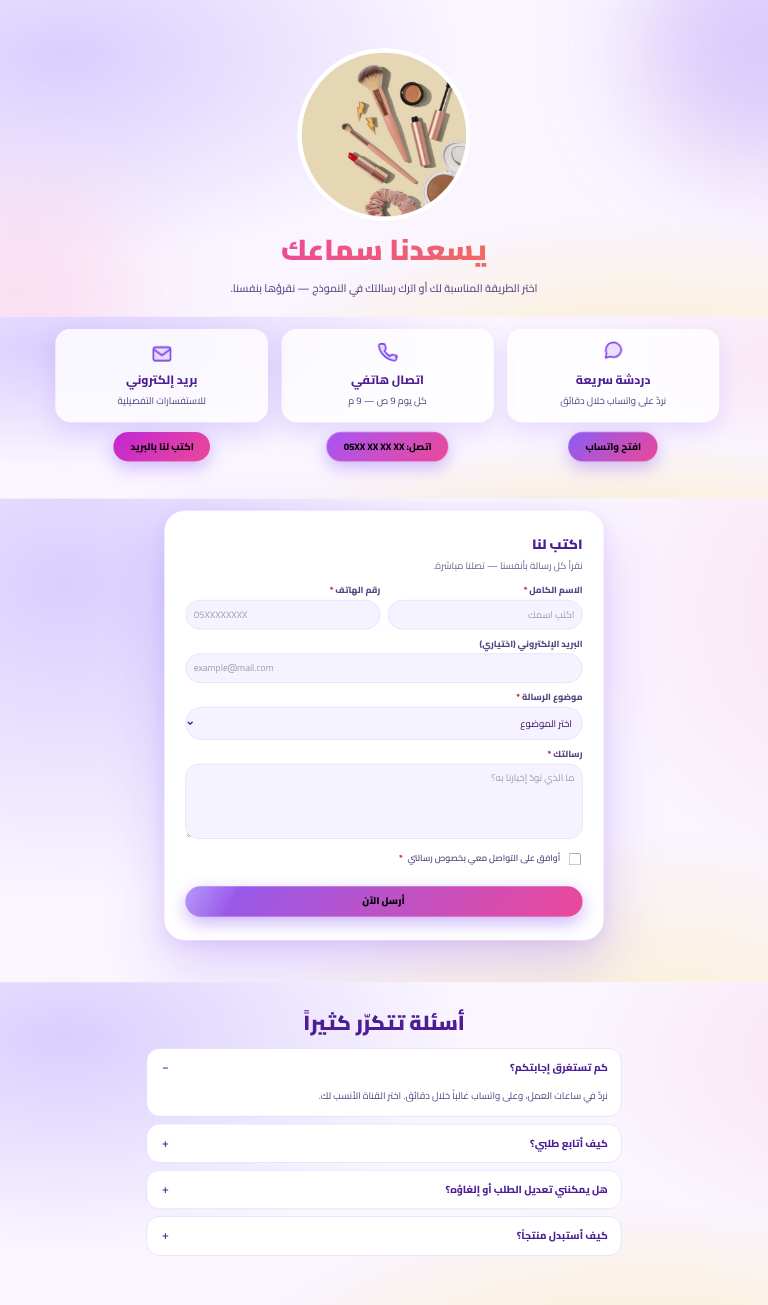 يسعدنا سماعك
اختر الطريقة المناسبة لك أو اترك رسالتك في النموذج — نقرؤها بنفسنا.
دردشة سريعة
نردّ على واتساب خلال دقائق
افتح واتساب
اتصال هاتفي
كل يوم 9 ص — 9 م
اتصل: 05XX XX XX XX
بريد إلكتروني
للاستفسارات التفصيلية
اكتب لنا بالبريد
اكتب لنا
نقرأ كل رسالة بأنفسنا — تصلنا مباشرة.
الاسم الكامل *
اكتب اسمك
رقم الهاتف *
05XXXXXXXX
البريد الإلكتروني (اختياري)
example@mail.com
موضوع الرسالة *
اختر الموضوع
رسالتك *
ما الذي تودّ إخبارنا به؟
أوافق على التواصل معي بخصوص رسالتي *
أرسل الآن
أسئلة تتكرّر كثيراً
كم تستغرق إجابتكم؟ −
نردّ في ساعات العمل، وعلى واتساب غالباً خلال دقائق. اختر القناة الأنسب لك.
كيف أتابع طلبي؟ +
هل يمكنني تعديل الطلب أو إلغاؤه؟ +
كيف أستبدل منتجاً؟ +